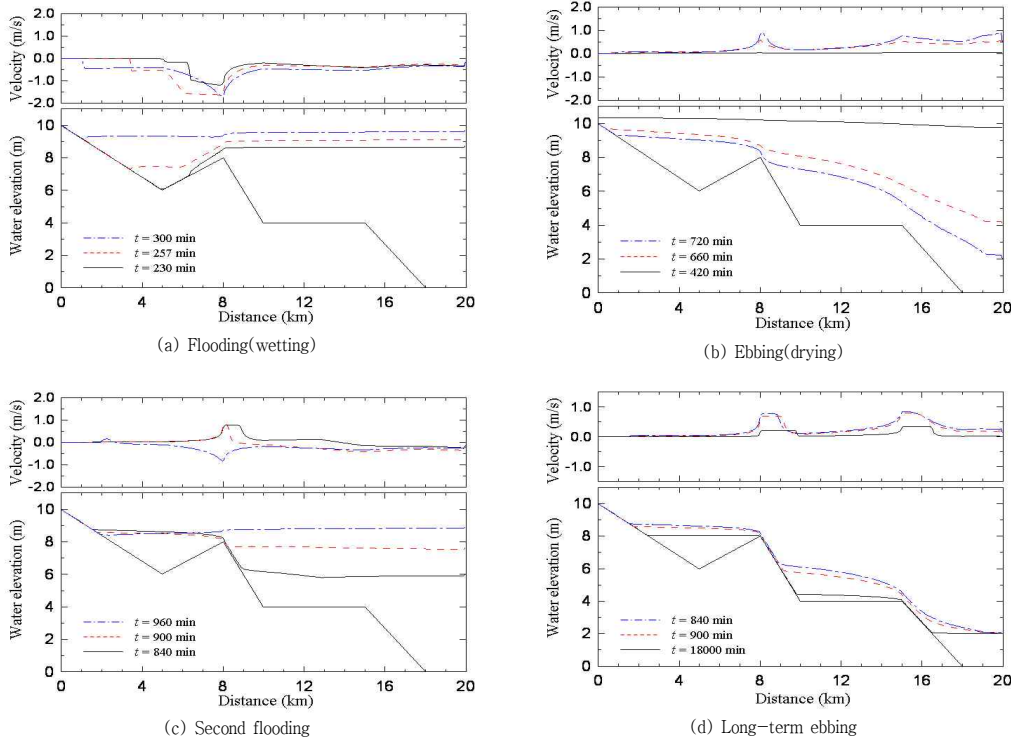 Velocity (m/s)
2.0
1.0
0.0
-1.0
-2.0
Water elevation (m)
10
8
6
4
2
0
t = 300 min
t = 257 min
t = 230 min
0 4 8 12 16 20
Distance (km)
(a) Flooding(wetting)
Velocity (m/s)
2.0
1.0
0.0
-1.0
-2.0
Water elevation (m)
10
8
6
4
2
0
t = 720 min
t = 660 min
t = 420 min
0 4 8 12 16 20
Distance (km)
(b) Ebbing(drying)
Velocity (m/s)
2.0
1.0
0.0
-1.0
-2.0
Water elevation (m)
10
8
6
4
2
0
t = 960 min
t = 900 min
t = 840 min
0 4 8 12 16 20
Distance (km)
(c) Second flooding
Velocity (m/s)
1.0
0.0
-1.0
Water elevation (m)
10
8
6
4
2
0
t = 840 min
t = 900 min
t = 18000 min
0 4 8 12 16 20
Distance (km)
(d) Long-term ebbing